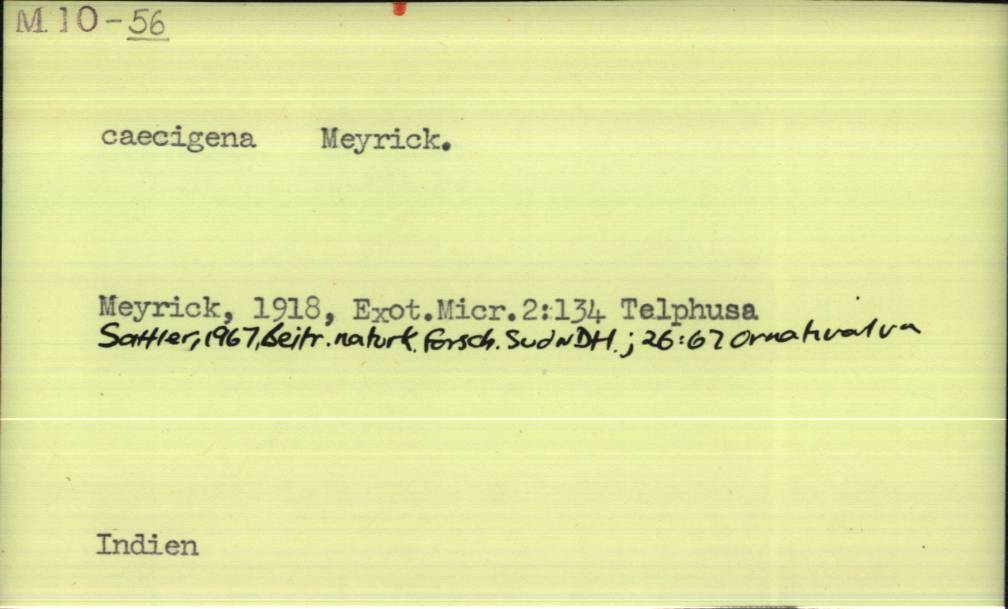 M.10-56
caecigena Meyrick.
Meyrick, 1918, Exot.Micr.2:134 Telphusa
Sattler, 1967, Beitr. naturk. Forsch. SudwDH.; 26:67 Ornativalva
Indien